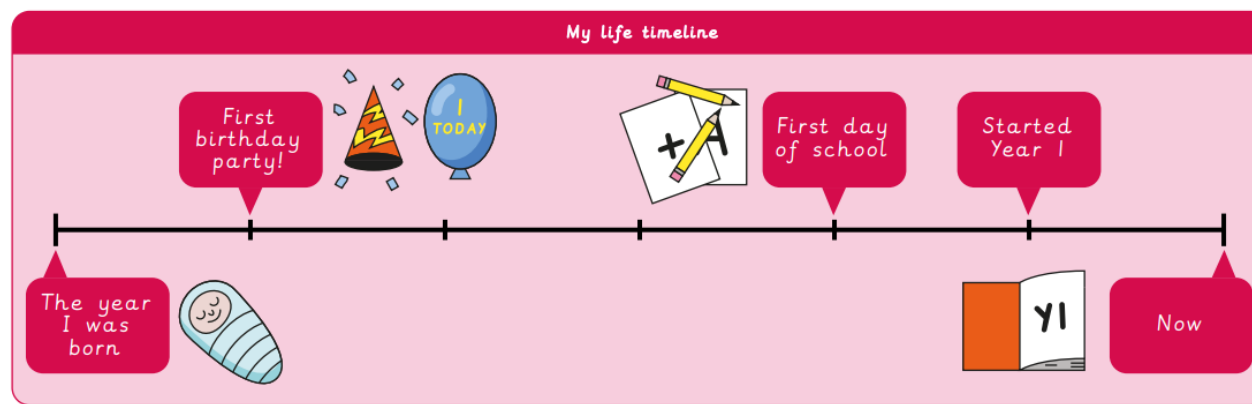 My life timeline
First
birthday
party!
1
TODAY
+ A
First day
of school
Started
Year 1
The year
I was
born
Y1
Now